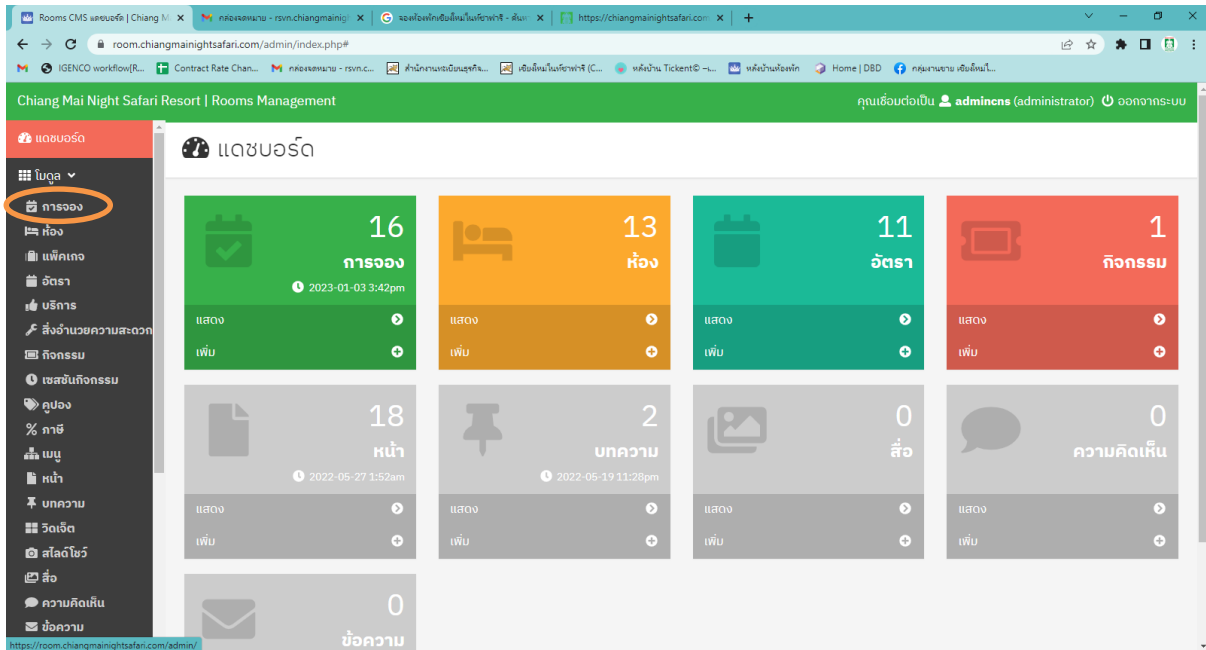 Rooms CMS แดชบอร์ด | Chiang M
กล่องจดหมาย - rsvn.chiangmainigh
จองห้องพักเชียงใหม่ไนท์ซาฟารี - ค้นหา
https://chiangmainightsafari.com
room.chiangmainightsafari.com/admin/index.php#
IGENCO workflow[R...
Contract Rate Chan...
กล่องจดหมาย - rsvn.c...
สำนักงานทะเบียนธุรกิจ...
เชียงใหม่ไนท์ซาฟารี (C...
หลังบ้าน Tickent© –เ...
หลังบ้านห้องพัก
Home | DBD
กลุ่มงานขาย เชียงใหม่ไ...
Chiang Mai Night Safari Resort | Rooms Management
คุณเชื่อมต่อเป็น admincns (administrator) ออกจากระบบ
แดชบอร์ด
โมดูล
การจอง
ห้อง
แพ็คเกจ
อัตรา
บริการ
สิ่งอำนวยความสะดวก
กิจกรรม
เซสชันกิจกรรม
คูปอง
% ภาษี
เมนู
หน้า
บทความ
วิดเจ็ต
สไลด์โชว์
สื่อ
ความคิดเห็น
ข้อความ
https://room.chiangmainightsafari.com/admin/
แดชบอร์ด
16
การจอง
2023-01-03 3:42pm
แสดง
เพิ่ม
13
ห้อง
แสดง
เพิ่ม
11
อัตรา
แสดง
เพิ่ม
1
กิจกรรม
แสดง
เพิ่ม
18
หน้า
2022-05-27 1:52am
แสดง
เพิ่ม
2
บทความ
2022-05-19 11:28pm
แสดง
เพิ่ม
0
สื่อ
แสดง
เพิ่ม
0
ความคิดเห็น
แสดง
เพิ่ม
0
ข้อความ